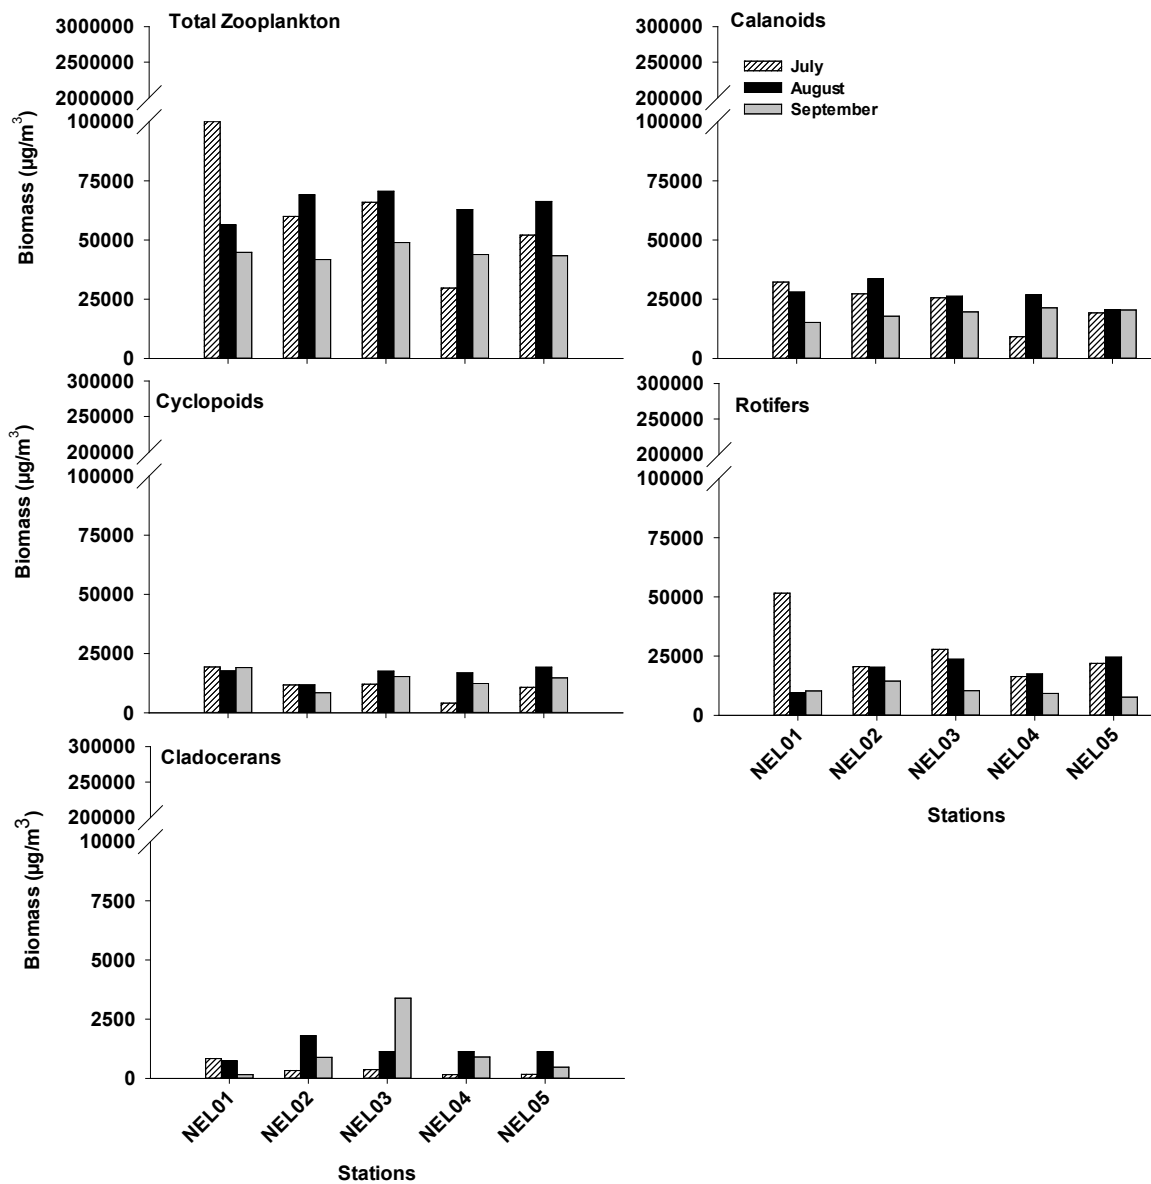 Total Zooplankton
3000000
2500000
2000000
100000
75000
50000
25000
0
Biomass (µg/m³)
Calanoids
July
August
September
300000
250000
200000
100000
75000
50000
25000
0
Cyclopoids
300000
250000
200000
100000
75000
50000
25000
0
Biomass (µg/m³)
Rotifers
300000
250000
200000
100000
75000
50000
25000
0
NEL01
NEL02
NEL03
NEL04
NEL05
Stations
Cladocerans
300000
250000
200000
10000
7500
5000
2500
0
Biomass (µg/m³)
NEL01
NEL02
NEL03
NEL04
NEL05
Stations